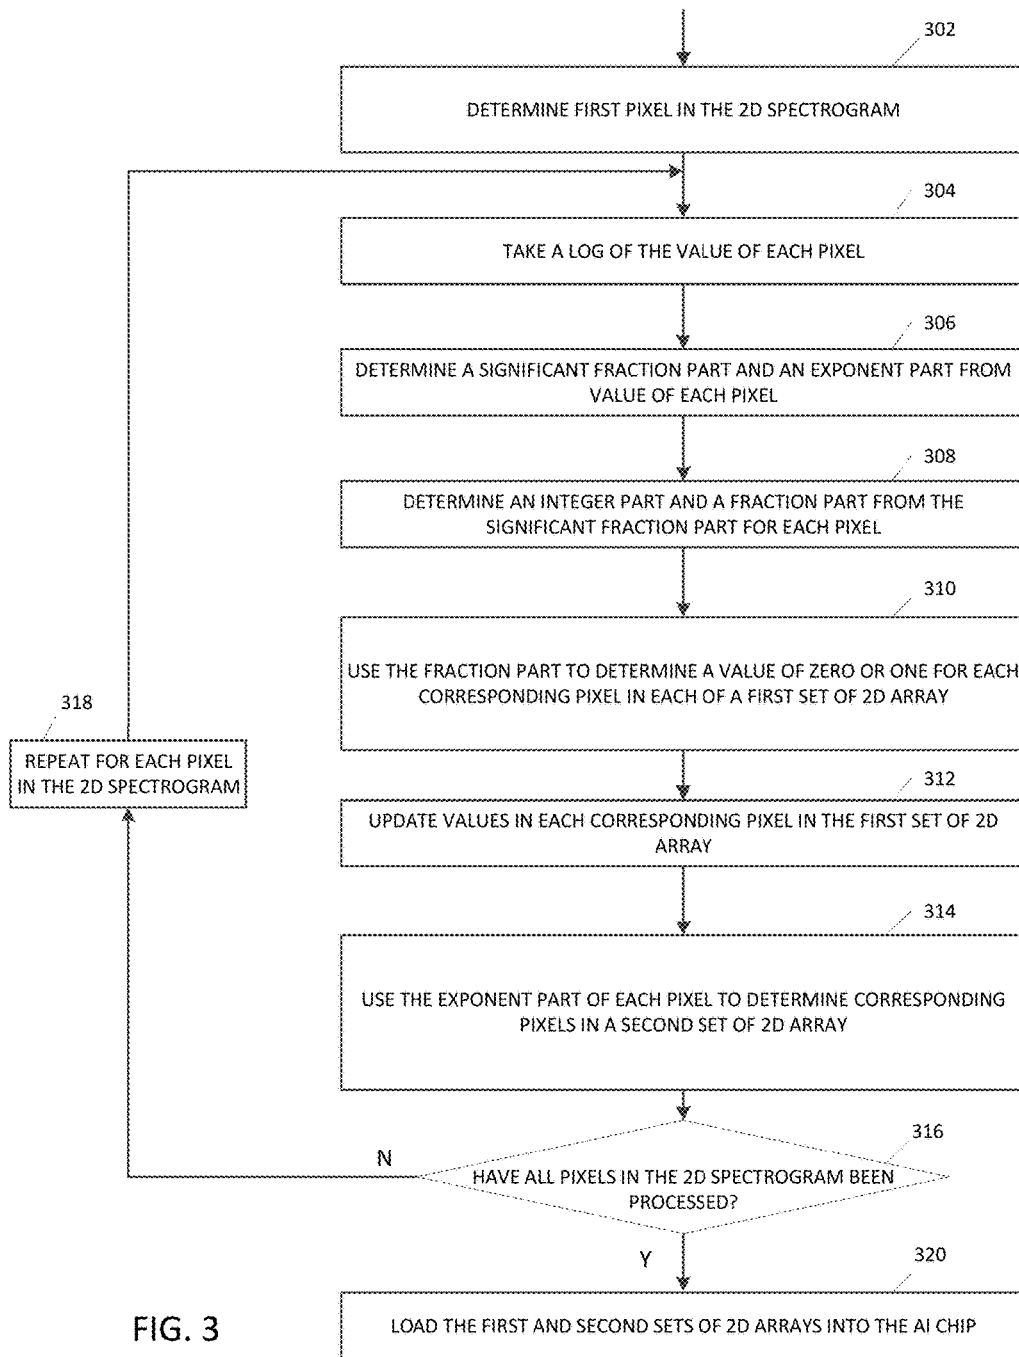 302
DETERMINE FIRST PIXEL IN THE 2D SPECTROGRAM
304
TAKE A LOG OF THE VALUE OF EACH PIXEL
306
DETERMINE A SIGNIFICANT FRACTION PART AND AN EXPONENT PART FROM
VALUE OF EACH PIXEL
308
DETERMINE AN INTEGER PART AND A FRACTION PART FROM THE
SIGNIFICANT FRACTION PART FOR EACH PIXEL
310
USE THE FRACTION PART TO DETERMINE A VALUE OF ZERO OR ONE FOR EACH
CORRESPONDING PIXEL IN EACH OF A FIRST SET OF 2D ARRAY
318
REPEAT FOR EACH PIXEL
IN THE 2D SPECTROGRAM
312
UPDATE VALUES IN EACH CORRESPONDING PIXEL IN THE FIRST SET OF 2D
ARRAY
314
USE THE EXPONENT PART OF EACH PIXEL TO DETERMINE CORRESPONDING
PIXELS IN A SECOND SET OF 2D ARRAY
316
N
HAVE ALL PIXELS IN THE 2D SPECTROGRAM BEEN
PROCESSED?
Y
320
LOAD THE FIRST AND SECOND SETS OF 2D ARRAYS INTO THE AI CHIP
FIG. 3